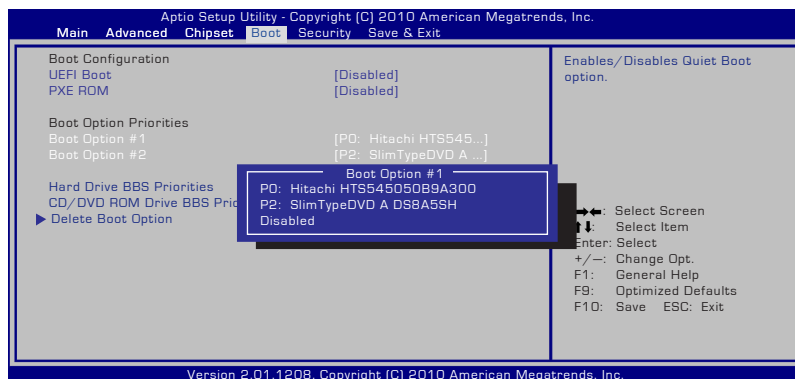 Aptio Setup Utility - Copyright (C) 2010 American Megatrends, Inc.
Main Advanced Chipset Boot Security Save & Exit
Boot Configuration
UEFI Boot [Disabled]
PXE ROM [Disabled]
Boot Option Priorities
Boot Option #1 [P0: Hitachi HTS545...]
Boot Option #2 [P2: SlimTypeDVD A ...]
Hard Drive BBS Priorities
CD/DVD ROM Drive BBS
Delete Boot Option
Boot Option #1
P0: Hitachi HTS545050B9A300
P2: SlimTypeDVD A DS8A5SH
Disabled
Enables/Disables Quiet Boot
option.
→←: Select Screen
↑↓: Select Item
Enter: Select
+/—: Change Opt.
F1: General Help
F9: Optimized Defaults
F10: Save ESC: Exit
Version 2.01.1208. Copyright (C) 2010 American Megatrends, Inc.